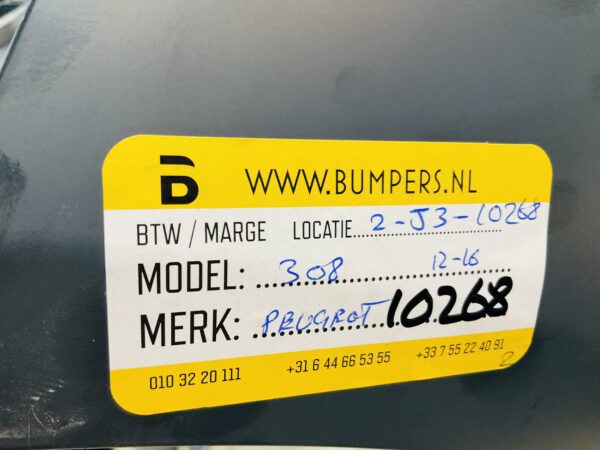 B WWW.BUMPERS.NL
BTW / MARGE LOCATIE 2-J3-10268
MODEL: 308 12-16
MERK: PEUGEOT 10268
010 32 20 111 +31 6 44 66 53 55 +33 7 55 22 40 91
2